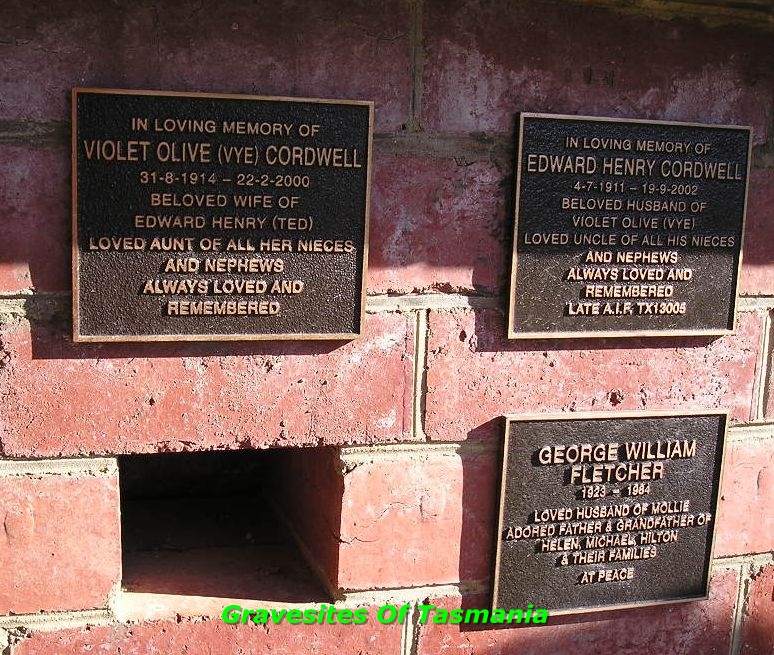 IN LOVING MEMORY OF
VIOLET OLIVE (VYE) CORDWELL
31-8-1914 – 22-2-2000
BELOVED WIFE OF
EDWARD HENRY (TED)
LOVED AUNT OF ALL HER NIECES
AND NEPHEWS
ALWAYS LOVED AND
REMEMBERED
IN LOVING MEMORY OF
EDWARD HENRY CORDWELL
4-7-1911 – 19-9-2002
BELOVED HUSBAND OF
VIOLET OLIVE (VYE)
LOVED UNCLE OF ALL HIS NIECES
AND NEPHEWS
ALWAYS LOVED AND
REMEMBERED
LATE A.I.F. TX13005
GEORGE WILLIAM
FLETCHER
1923 – 1984
LOVED HUSBAND OF MOLLIE
ADORED FATHER & GRANDFATHER OF
HELEN, MICHAEL, HILTON
& THEIR FAMILIES
AT PEACE
Gravesites Of Tasmania